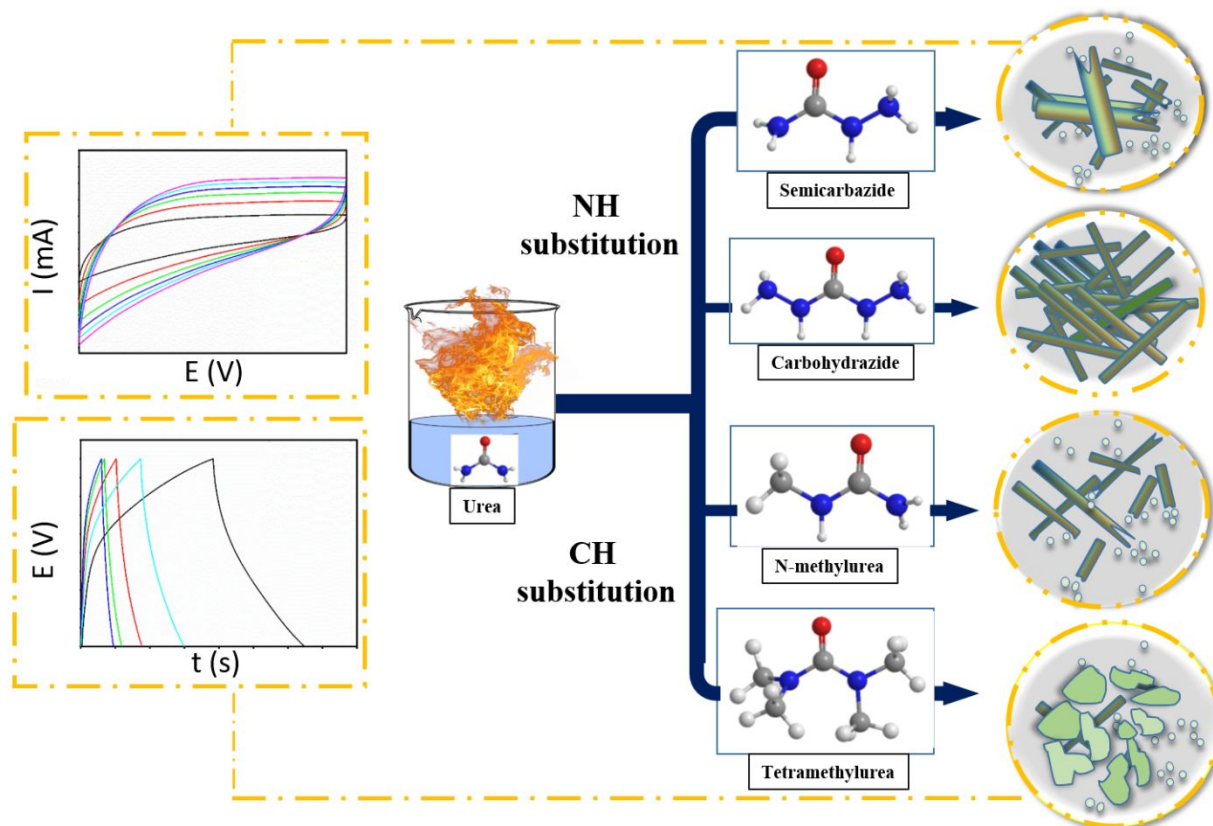 I (mA)
E (V)
E (V)
t (s)
Urea
NH
substitution
CH
substitution
Semicarbazide
Carbohydrazide
N-methylurea
Tetramethylurea